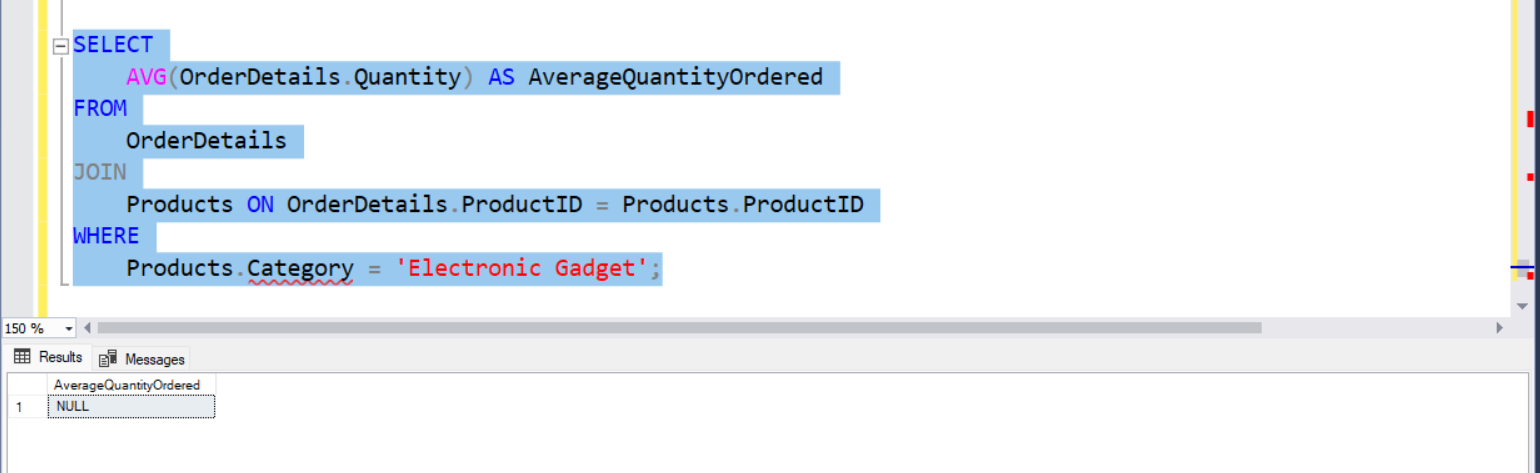 SELECT
AVG(OrderDetails.Quantity) AS AverageQuantityOrdered
FROM
OrderDetails
JOIN
Products ON OrderDetails.ProductID = Products.ProductID
WHERE
Products.Category = 'Electronic Gadget';
150 %
Results Messages
AverageQuantityOrdered
1 NULL